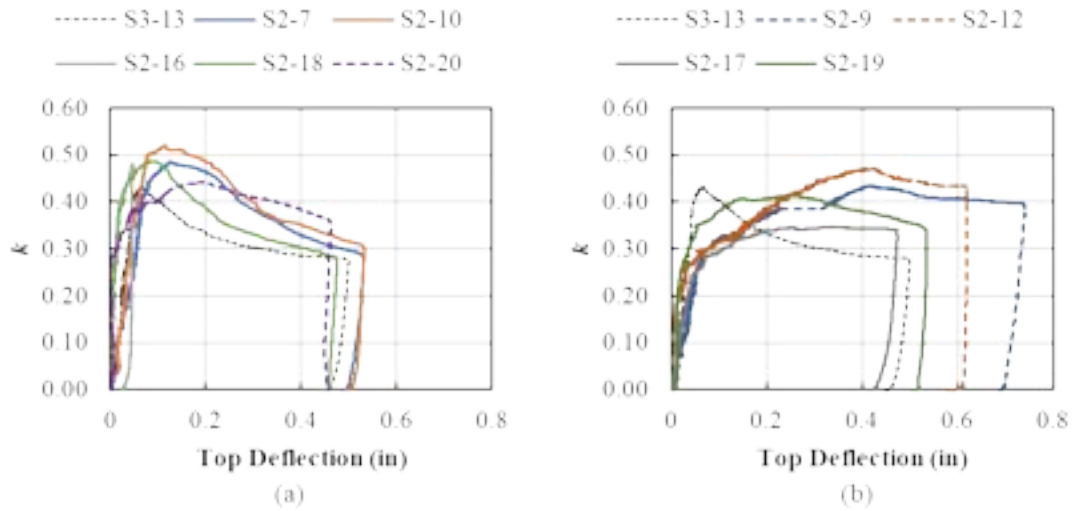 S3-13 S2-7 S2-10
S2-16 S2-18 S2-20
0.60
0.50
0.40
0.30
0.20
0.10
0.00
k
0 0.2 0.4 0.6 0.8
Top Deflection (in)
(a)
S3-13 S2-9 S2-12
S2-17 S2-19
0.60
0.50
0.40
0.30
0.20
0.10
0.00
k
0 0.2 0.4 0.6 0.8
Top Deflection (in)
(b)